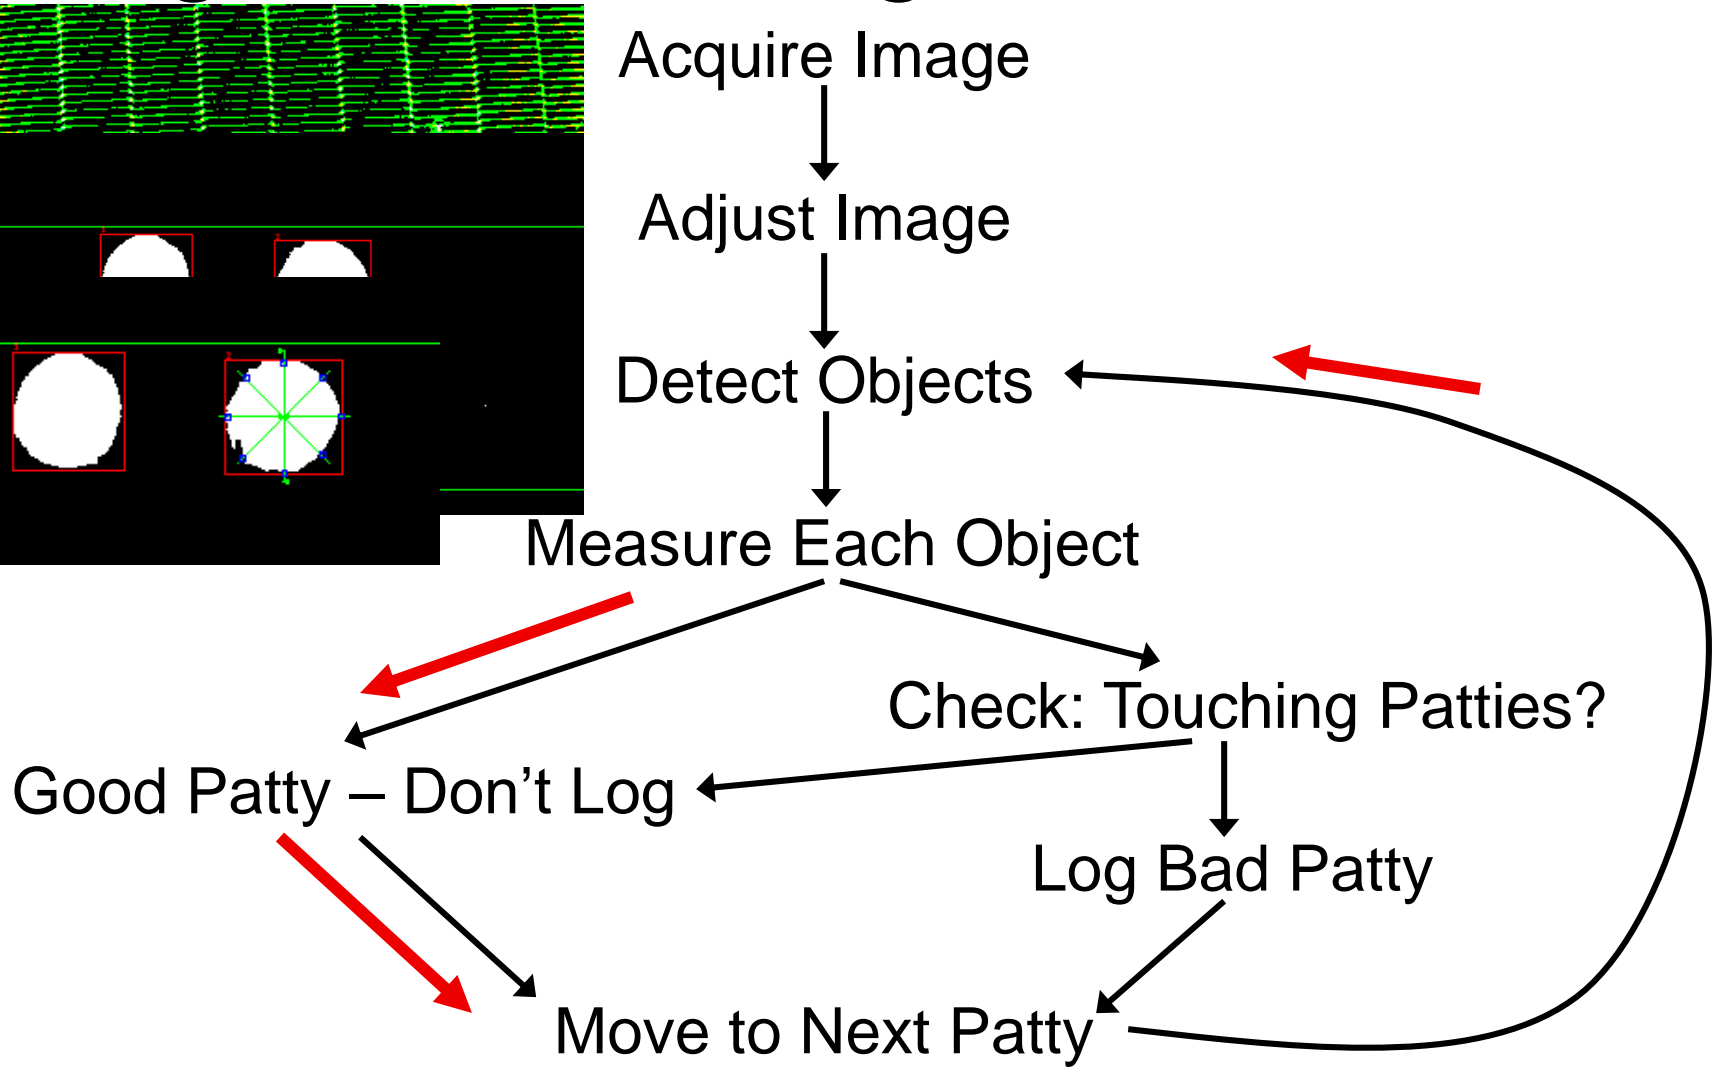 Acquire Image
Adjust Image
Detect Objects
Measure Each Object
Check: Touching Patties?
Good Patty – Don’t Log
Log Bad Patty
Move to Next Patty